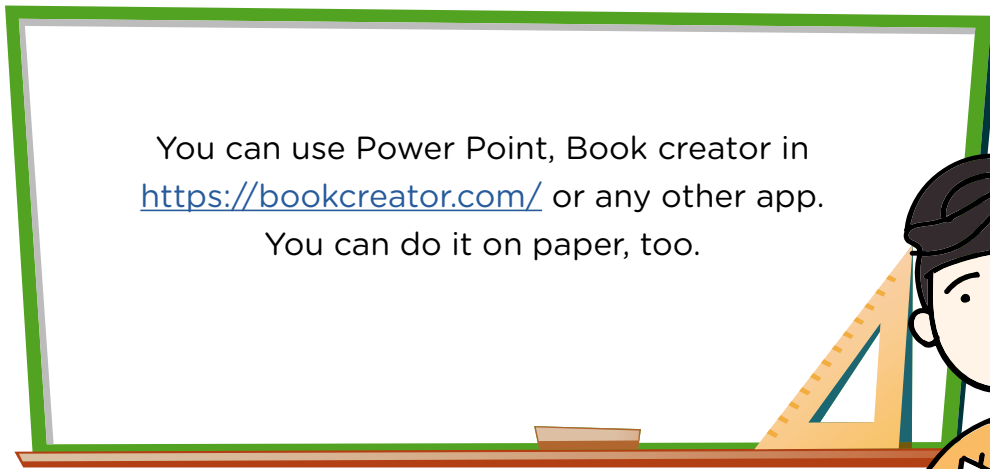 You can use Power Point, Book creator in
https://bookcreator.com/ or any other app.
You can do it on paper, too.